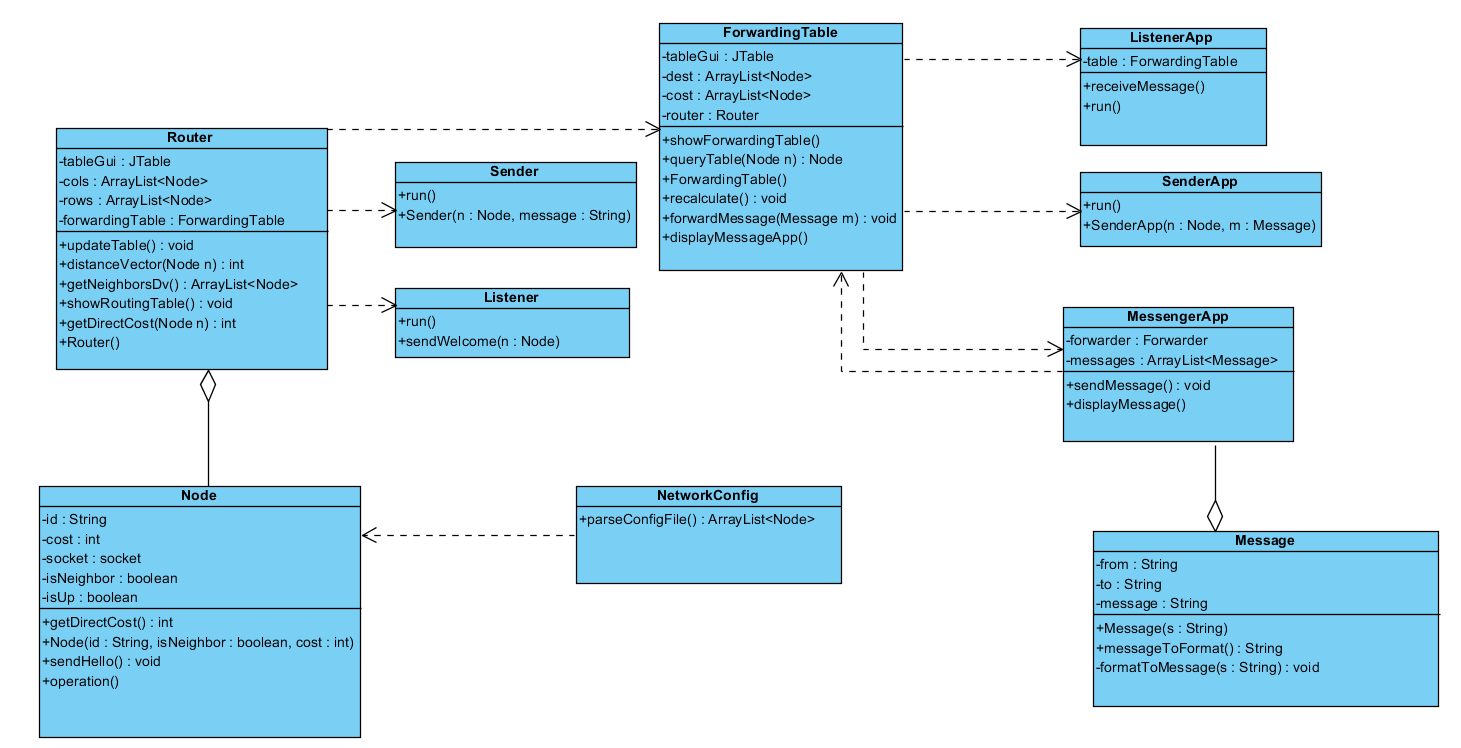 Router
-tableGui : JTable
-cols : ArrayList<Node>
-rows : ArrayList<Node>
-forwardingTable : ForwardingTable
+updateTable() : void
+distanceVector(Node n) : int
+getNeighborsDv() : ArrayList<Node>
+showRoutingTable() : void
+getDirectCost(Node n) : int
+Router()
Sender
+run()
+Sender(n : Node, message : String)
Listener
+run()
+sendWelcome(n : Node)
ForwardingTable
-tableGui : JTable
-dest : ArrayList<Node>
-cost : ArrayList<Node>
-router : Router
+showForwardingTable()
+queryTable(Node n) : Node
+ForwardingTable()
+recalculate() : void
+forwardMessage(Message m) : void
+displayMessageApp()
ListenerApp
-table : ForwardingTable
+receiveMessage()
+run()
SenderApp
+run()
+SenderApp(n : Node, m : Message)
MessengerApp
-forwarder : Forwarder
-messages : ArrayList<Message>
+sendMessage() : void
+displayMessage()
Node
-id : String
-cost : int
-socket : socket
-isNeighbor : boolean
-isUp : boolean
+getDirectCost() : int
+Node(id : String, isNeighbor : boolean, cost : int)
+sendHello() : void
+operation()
NetworkConfig
+parseConfigFile() : ArrayList<Node>
Message
-from : String
-to : String
-message : String
+Message(s : String)
+messageToFormat() : String
-formatToMessage(s : String) : void